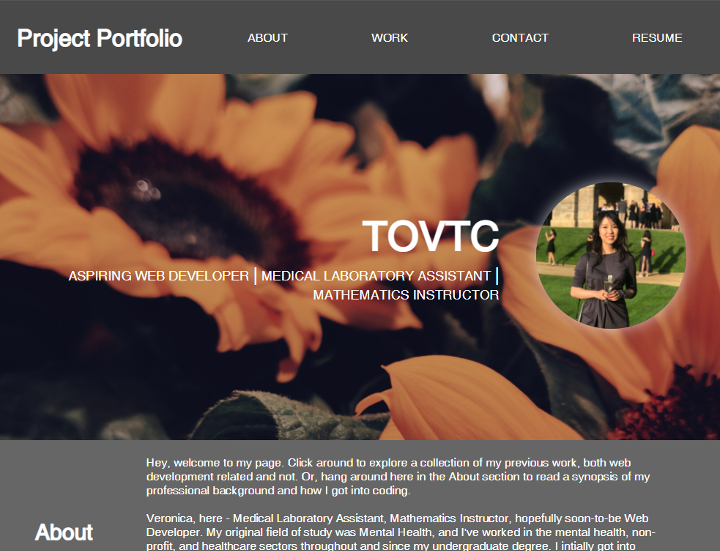 Project Portfolio
ABOUT
WORK
CONTACT
RESUME
TOVTC
ASPIRING WEB DEVELOPER | MEDICAL LABORATORY ASSISTANT |
MATHEMATICS INSTRUCTOR
Hey, welcome to my page. Click around to explore a collection of my previous work, both web
development related and not. Or, hang around here in the About section to read a synopsis of my
professional background and how I got into coding.
About
Veronica, here - Medical Laboratory Assistant, Mathematics Instructor, hopefully soon-to-be Web
Developer. My original field of study was Mental Health, and I've worked in the mental health, non-
profit, and healthcare sectors throughout and since my undergraduate degree. I intially got into